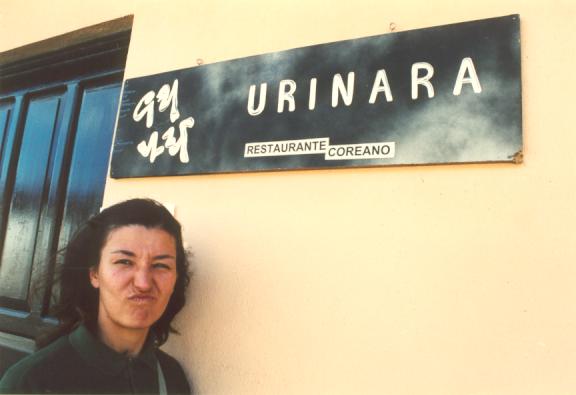 우리
나라
URINARA
RESTAURANTE COREANO